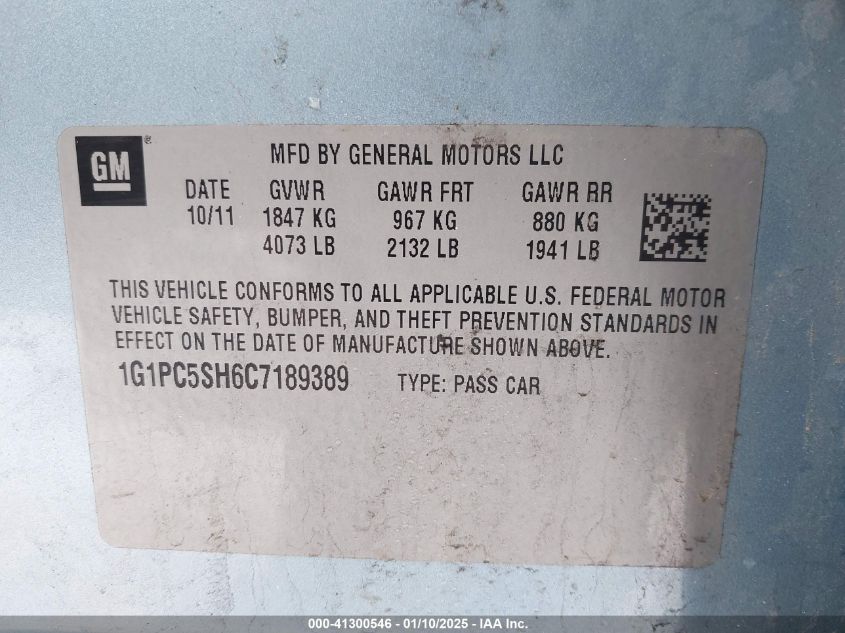 GM ®
MFD BY GENERAL MOTORS LLC
DATE GVWR GAWR FRT GAWR RR
10/11 1847 KG 967 KG 880 KG
4073 LB 2132 LB 1941 LB
THIS VEHICLE CONFORMS TO ALL APPLICABLE U.S. FEDERAL MOTOR
VEHICLE SAFETY, BUMPER, AND THEFT PREVENTION STANDARDS IN
EFFECT ON THE DATE OF MANUFACTURE SHOWN ABOVE.
1G1PC5SH6C7189389 TYPE: PASS CAR
000-41300546 - 01/10/2025 - IAA Inc.